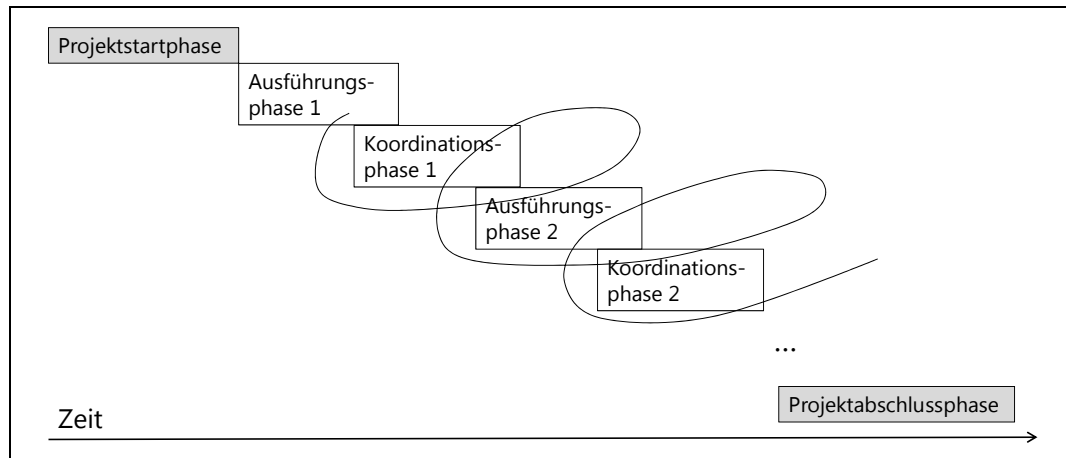 Projektstartphase
Ausführungs-
phase 1
Koordinations-
phase 1
Ausführungs-
phase 2
Koordinations-
phase 2
...
Projektabschlussphase
Zeit